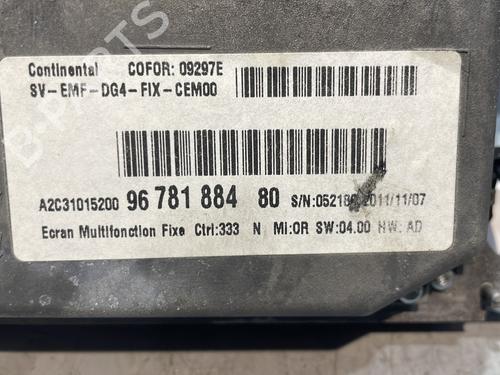 Continental COFOR: 09297E
SV-EMF-DG4-FIX-CEM00
A2C31015200 96 781 884 80 2011/11/07
Ecran Multifonction Fixe Ctrl:333 N MI:OR SW:04.00 HW: AD
B-PARTS